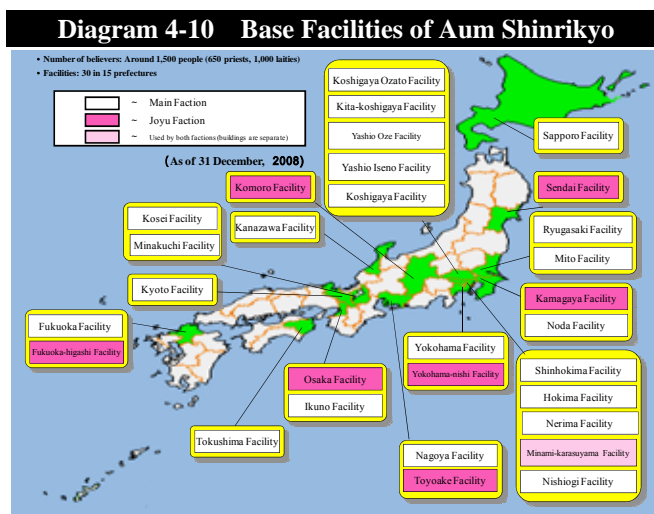 Diagram 4-10 Base Facilities of Aum Shinrikyo
• Number of believers: Around 1,500 people (650 priests, 1,000 laities)
• Facilities: 30 in 15 prefectures
~ Main Faction
~ Joyu Faction
~ Used by both factions (buildings are separate)
(As of 31 December, 2008)
Koshigaya Ozato Facility
Kita-koshigaya Facility
Yashio Oze Facility
Yashio Iseno Facility
Koshigaya Facility
Sapporo Facility
Komoro Facility
Sendai Facility
Kosei Facility
Minakuchi Facility
Kanazawa Facility
Ryugasaki Facility
Mito Facility
Kyoto Facility
Kamagaya Facility
Noda Facility
Fukuoka Facility
Fukuoka-higashi Facility
Yokohama Facility
Yokohama-nishi Facility
Osaka Facility
Ikuno Facility
Shinhokima Facility
Hokima Facility
Nerima Facility
Minami-karasuyama Facility
Nishiogi Facility
Tokushima Facility
Nagoya Facility
Toyoake Facility